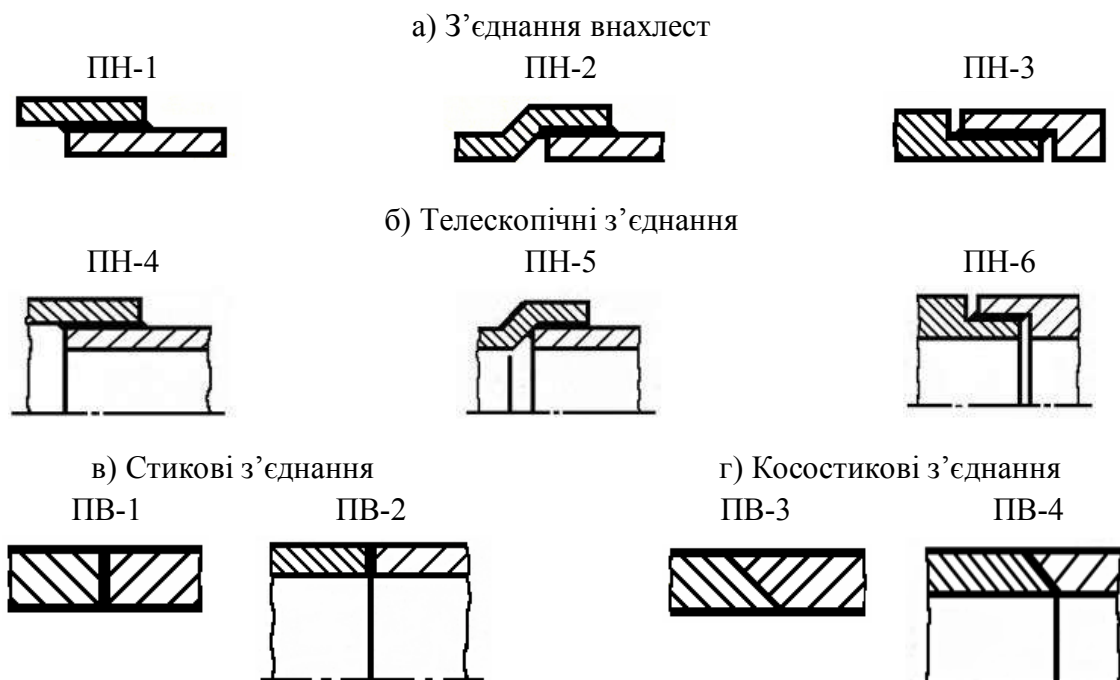 а) З’єднання внахлест
ПН-1 ПН-2 ПН-3
б) Телескопічні з’єднання
ПН-4 ПН-5 ПН-6
в) Стикові з’єднання г) Косостикові з’єднання
ПВ-1 ПВ-2 ПВ-3 ПВ-4